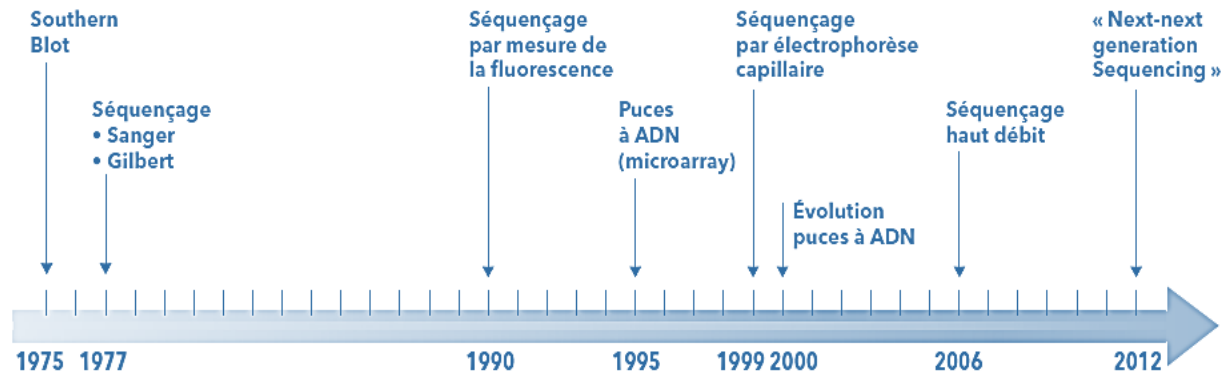 Southern
Blot
Séquençage
• Sanger
• Gilbert
Séquençage
par mesure de
la fluorescence
Puces
à ADN
(microarray)
Séquençage
par électrophorèse
capillaire
Évolution
puces à ADN
Séquençage
haut débit
« Next-next
generation
Sequencing »
1975 1977 1990 1995 1999 2000 2006 2012